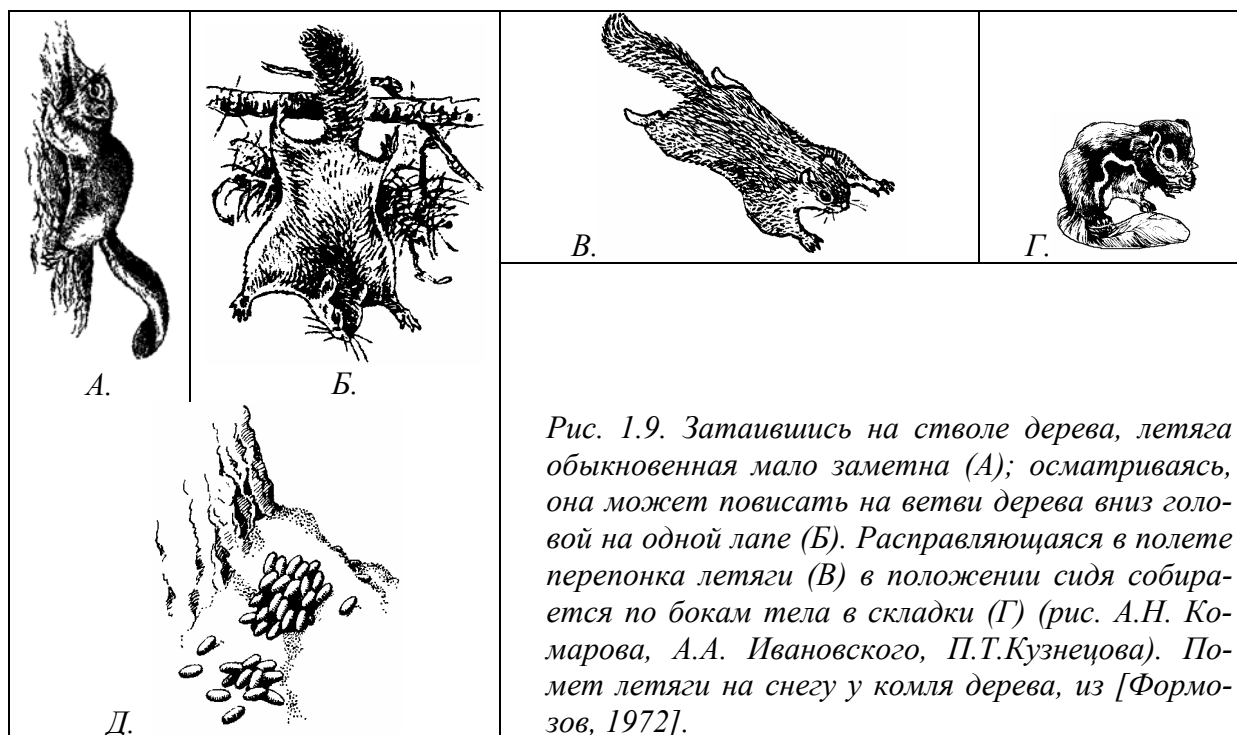 А.
Б.
В.
Г.
Д.
Рис. 1.9. Затаившись на стволе дерева, летяга
обыкновенная мало заметна (А); осматриваясь,
она может повисать на ветви дерева вниз голо-
вой на одной лапе (Б). Расправляющаяся в полете
перепонка летяги (В) в положении сидя собира-
ется по бокам тела в складки (Г) (рис. А.Н. Ко-
марова, А.А. Ивановского, П.Т.Кузнецова). По-
мет летяги на снегу у комля дерева, из [Формо-
зов, 1972].